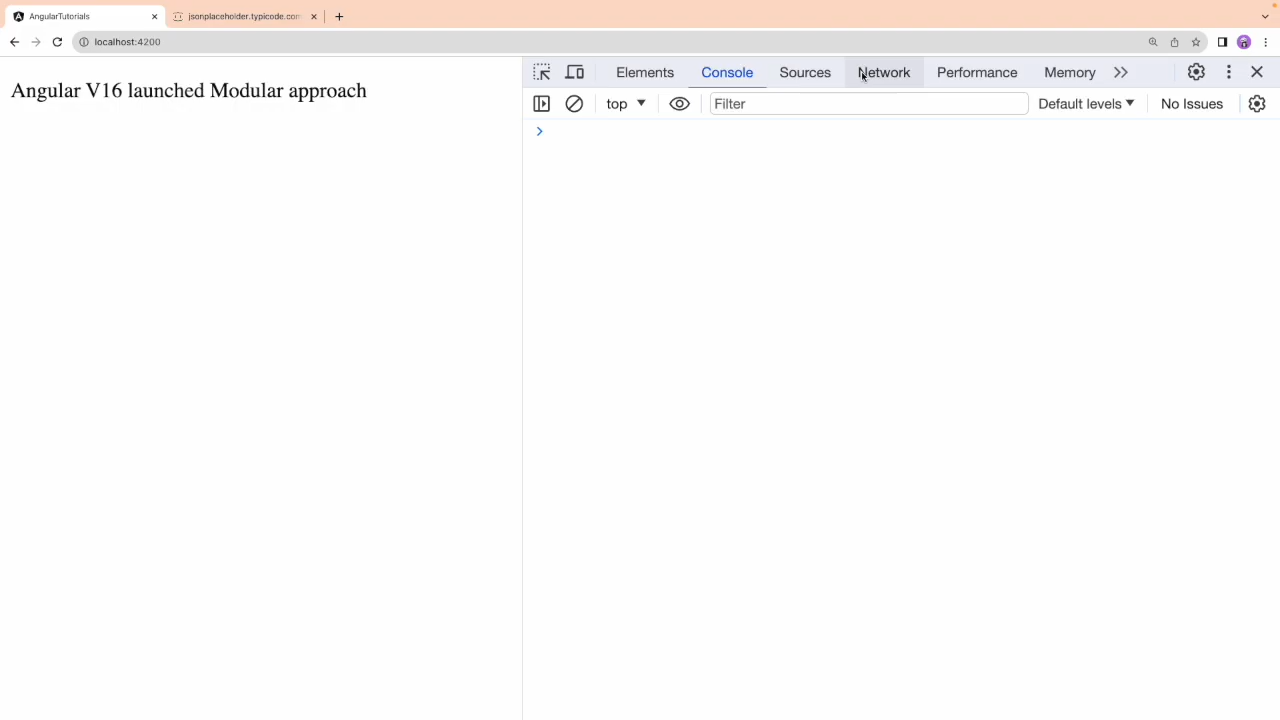 AngularTutorials
jsonplaceholder.typicode.com
localhost:4200
Angular V16 launched Modular approach
Elements Console Sources Network Performance Memory
top Filter Default levels No Issues